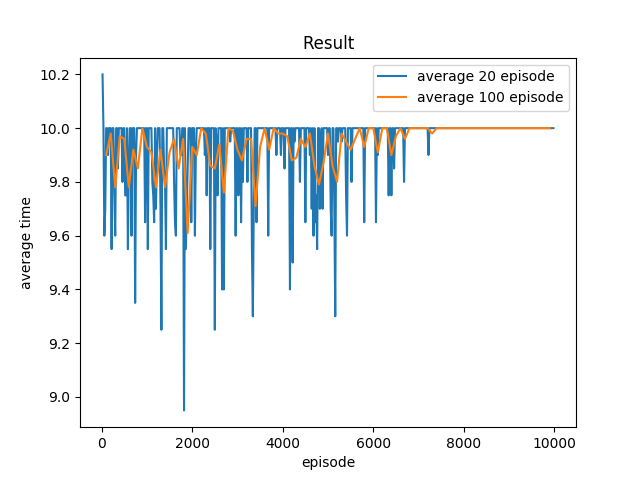 Result
average 20 episode
average 100 episode
average time
10.2
10.0
9.8
9.6
9.4
9.2
9.0
0 2000 4000 6000 8000 10000
episode